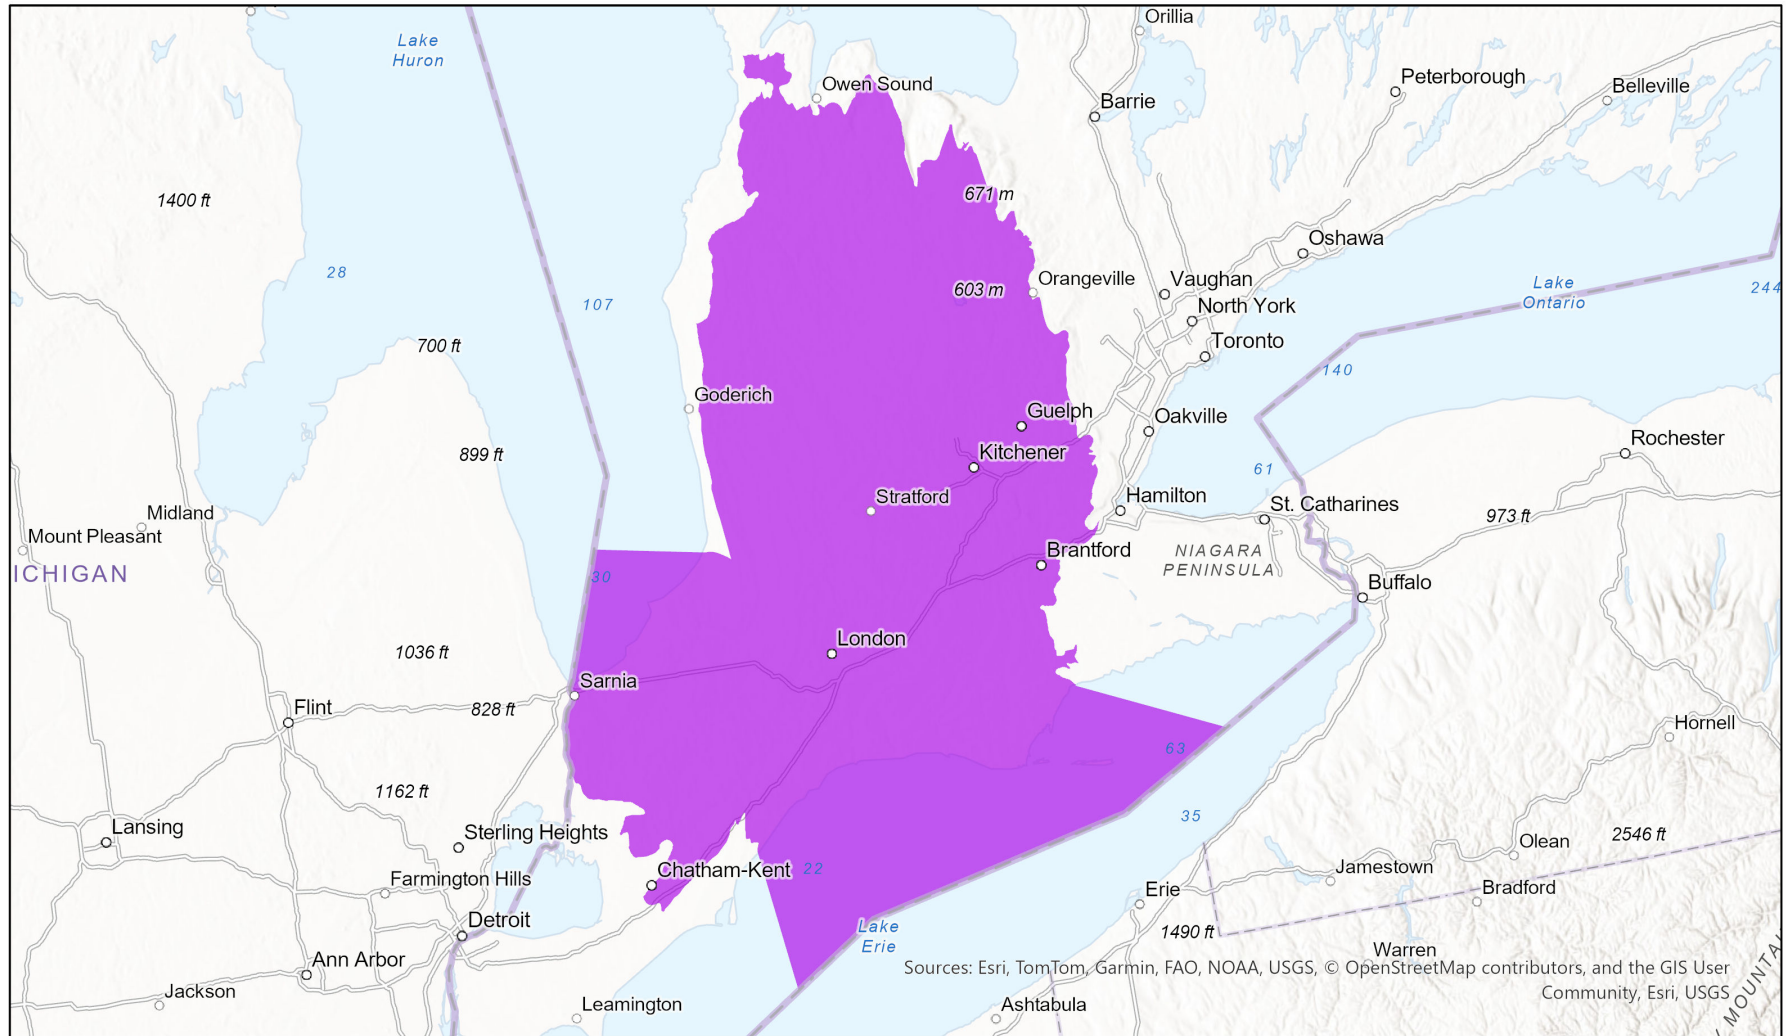 Orillia
Lake
Huron
Peterborough
Owen Sound
Belleville
Barrie
671 m
1400 ft
Oshawa
28
Orangeville
Vaughan
603 m
Lake
Ontario
244
107
North York
Toronto
700 ft
140
Goderich
Guelph
Oakville
Rochester
899 ft
Kitchener
61
Stratford
Hamilton
St. Catharines
Midland
973 ft
Mount Pleasant
Brantford
NIAGARA
PENINSULA
ICHIGAN
30
Buffalo
London
1036 ft
Sarnia
Flint
828 ft
Hornell
63
1162 ft
35
Lansing
Sterling Heights
2546 ft
Olean
Chatham-Kent
22
Jamestown
Farmington Hills
Erie
Bradford
Detroit
Lake
Erie
1490 ft
Warren
Ann Arbor
Sources: Esri, TomTom, Garmin, FAO, NOAA, USGS, © OpenStreetMap contributors, and the GIS User
Community, Esri, USGS
Jackson
Leamington
Ashtabula
MOUNTA